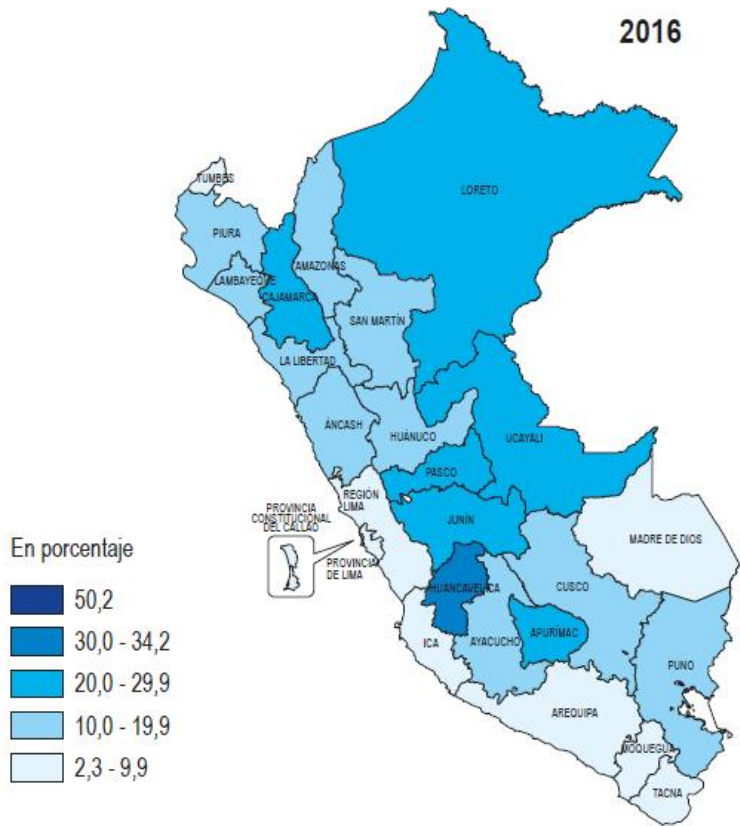 2016
LORETO
TUMBES
PIURA
AMAZONAS
LAMBAYEQUE
CAJAMARCA
SAN MARTÍN
LA LIBERTAD
ÁNCASH
HUÁNUCO
UCAYALI
PASCO
REGIÓN
LIMA
PROVINCIA
CONSTITUCIONAL
DEL CALLAO
JUNÍN
MADRE DE DIOS
PROVINCIA
DE LIMA
HUANCAVELICA
CUSCO
ICA
AYACUCHO
APURÍMAC
PUNO
AREQUIPA
MOQUEGUA
TACNA
En porcentaje
50,2
30,0 - 34,2
20,0 - 29,9
10,0 - 19,9
2,3 - 9,9